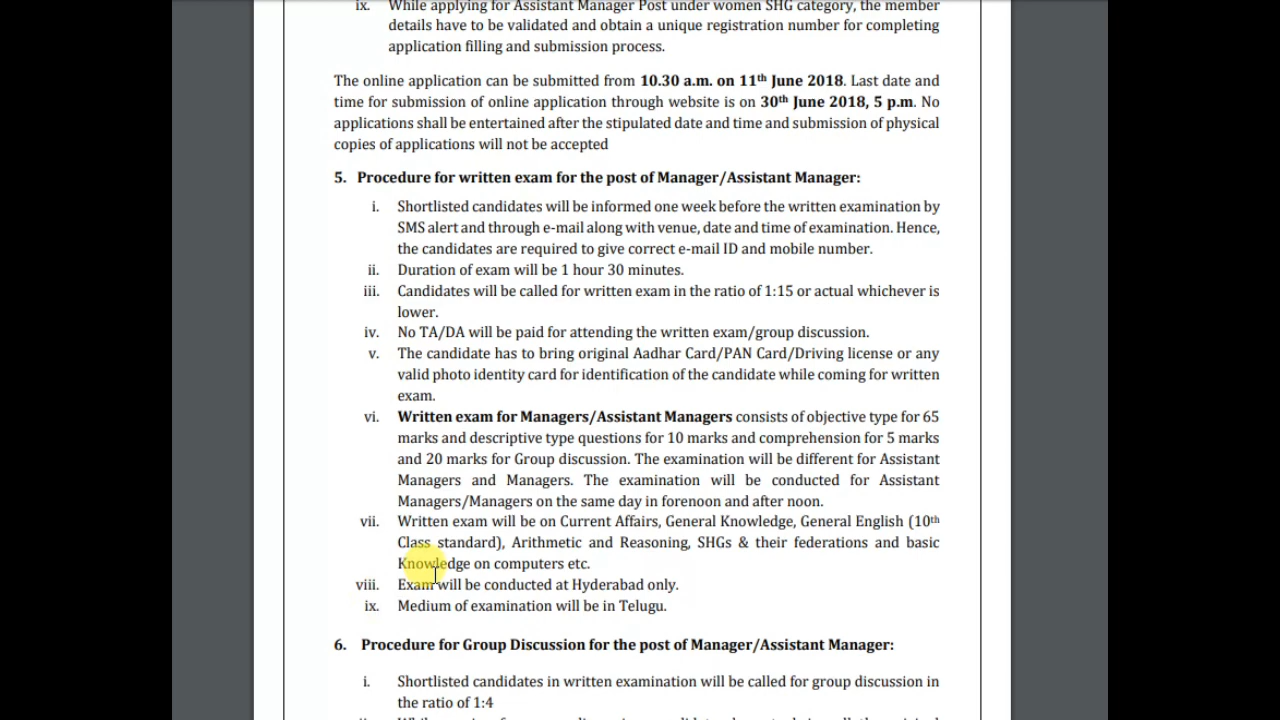 ix. While applying for Assistant Manager Post under women SHG category, the member
details have to be validated and obtain a unique registration number for completing
application filling and submission process.
The online application can be submitted from 10.30 a.m. on 11th June 2018. Last date and
time for submission of online application through website is on 30th June 2018, 5 p.m. No
applications shall be entertained after the stipulated date and time and submission of physical
copies of applications will not be accepted
5. Procedure for written exam for the post of Manager/Assistant Manager:
i. Shortlisted candidates will be informed one week before the written examination by
SMS alert and through e-mail along with venue, date and time of examination. Hence,
the candidates are required to give correct e-mail ID and mobile number.
ii. Duration of exam will be 1 hour 30 minutes.
iii. Candidates will be called for written exam in the ratio of 1:15 or actual whichever is
lower.
iv. No TA/DA will be paid for attending the written exam/group discussion.
v. The candidate has to bring original Aadhar Card/PAN Card/Driving license or any
valid photo identity card for identification of the candidate while coming for written
exam.
vi. Written exam for Managers/Assistant Managers consists of objective type for 65
marks and descriptive type questions for 10 marks and comprehension for 5 marks
and 20 marks for Group discussion. The examination will be different for Assistant
Managers and Managers. The examination will be conducted for Assistant
Managers/Managers on the same day in forenoon and after noon.
vii. Written exam will be on Current Affairs, General Knowledge, General English (10th
Class standard), Arithmetic and Reasoning, SHGs & their federations and basic
Knowledge on computers etc.
viii. Exam will be conducted at Hyderabad only.
ix. Medium of examination will be in Telugu.
6. Procedure for Group Discussion for the post of Manager/Assistant Manager:
i. Shortlisted candidates in written examination will be called for group discussion in
the ratio of 1:4